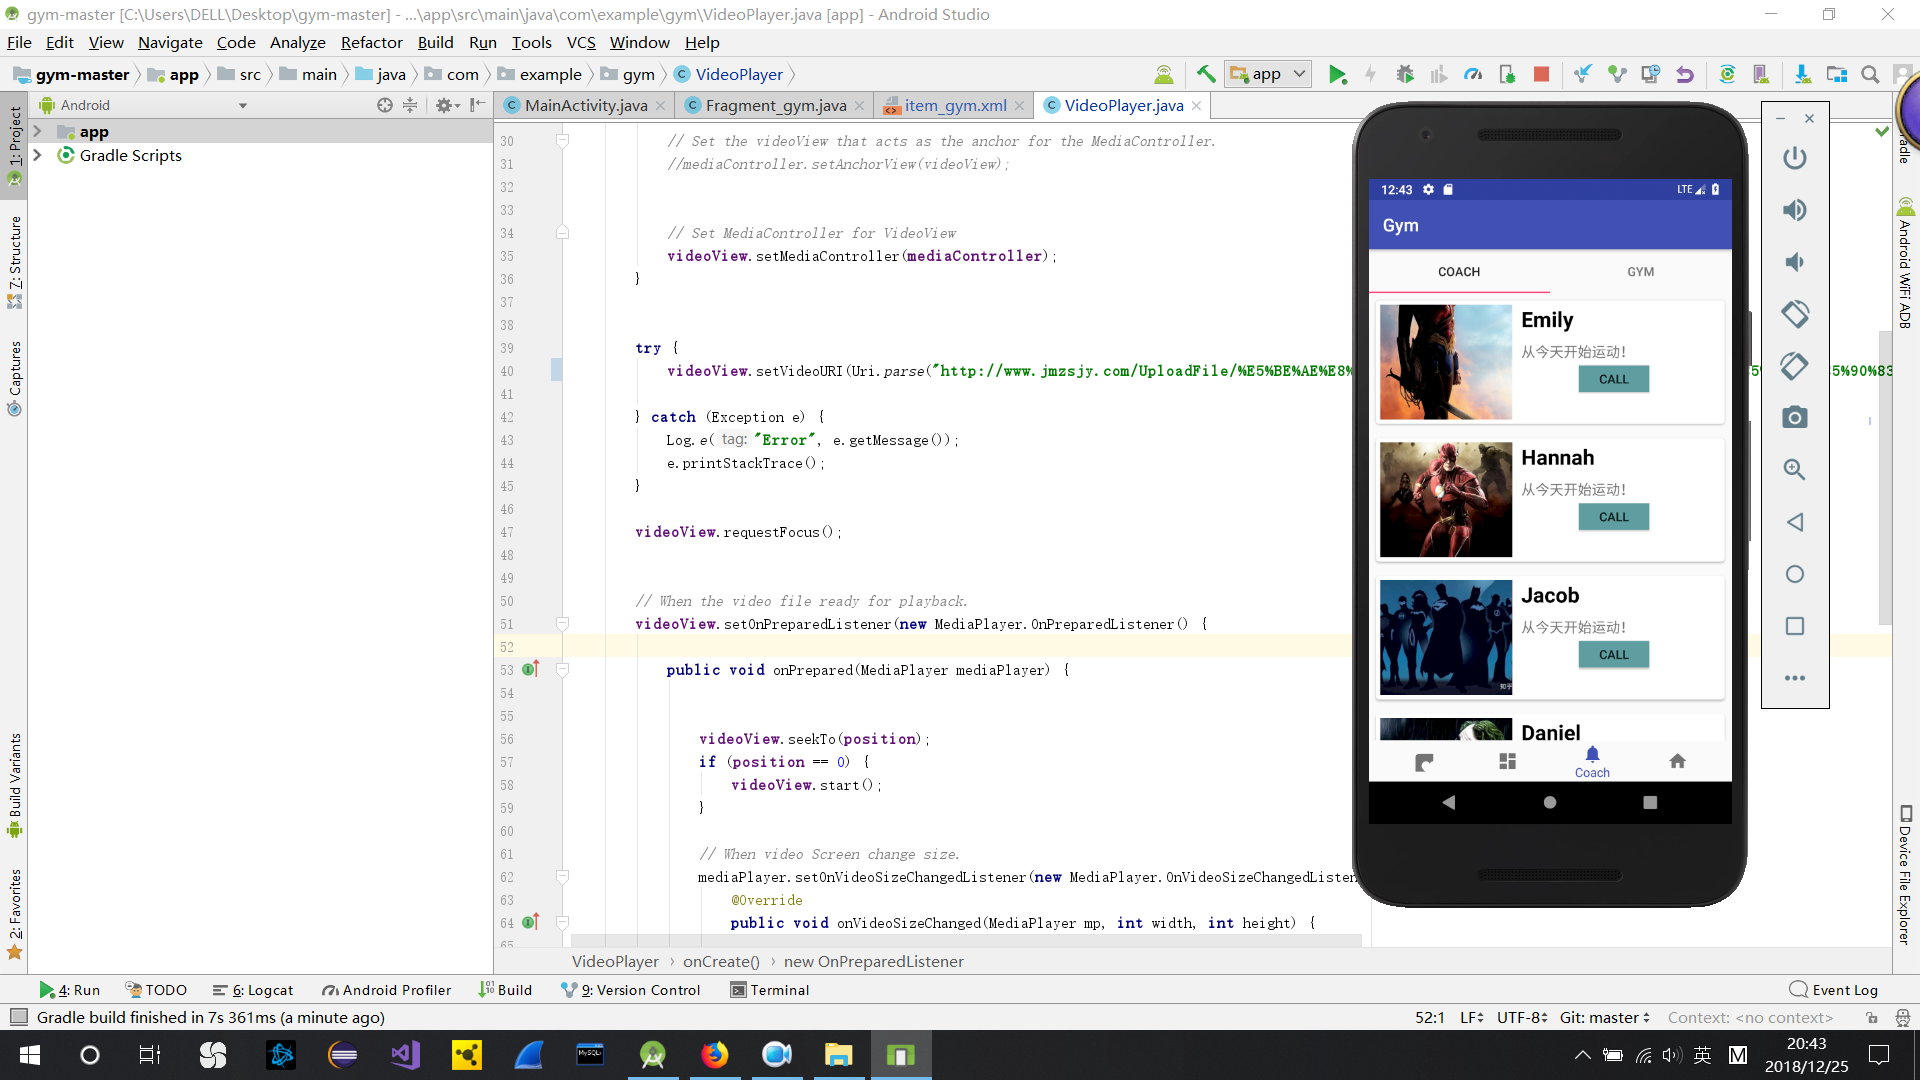 gym-master [C:\Users\DELL\Desktop\gym-master] - ...\app\src\main\java\com\example\gym\VideoPlayer.java [app] - Android Studio
File Edit View Navigate Code Analyze Refactor Build Run Tools VCS Window Help
gym-master app src main java com example gym VideoPlayer
app
Android
MainActivity.java Fragment_gym.java item_gym.xml VideoPlayer.java
app
Gradle Scripts
1: Project
7: Structure
Captures
Build Variants
2: Favorites
30 // Set the videoView that acts as the anchor for the MediaController.
31 //mediaController.setAnchorView(videoView);
32
33
34 // Set MediaController for VideoView
35 videoView.setMediaController(mediaController);
36 }
37
38
39 try {
40 videoView.setVideoURI(Uri.parse("http://www.jmzsjy.com/UploadFile/%E5%BE%AE%E8%
41
42 } catch (Exception e) {
43 Log.e( tag: "Error", e.getMessage());
44 e.printStackTrace();
45 }
46
47 videoView.requestFocus();
48
49
50 // When the video file ready for playback.
51 videoView.setOnPreparedListener(new MediaPlayer.OnPreparedListener() {
52
53 public void onPrepared(MediaPlayer mediaPlayer) {
54
55
56 videoView.seekTo(position);
57 if (position == 0) {
58 videoView.start();
59 }
60
61 // When video Screen change size.
62 mediaPlayer.setOnVideoSizeChangedListener(new MediaPlayer.OnVideoSizeChangedListen
63 @Override
64 public void onVideoSizeChanged(MediaPlayer mp, int width, int height) {
65
VideoPlayer › onCreate() › new OnPreparedListener
12:43 LTE
Gym
COACH GYM
Emily
从今天开始运动！
CALL
Hannah
从今天开始运动！
CALL
Jacob
从今天开始运动！
CALL
知乎
Daniel
Coach
Android WiFi ADB
Device File Explorer
4: Run TODO 6: Logcat Android Profiler Build 9: Version Control Terminal Event Log
Gradle build finished in 7s 361ms (a minute ago) 52:1 LF UTF-8 Git: master Context: <no context>
MySQL
英 M
20:43
2018/12/25